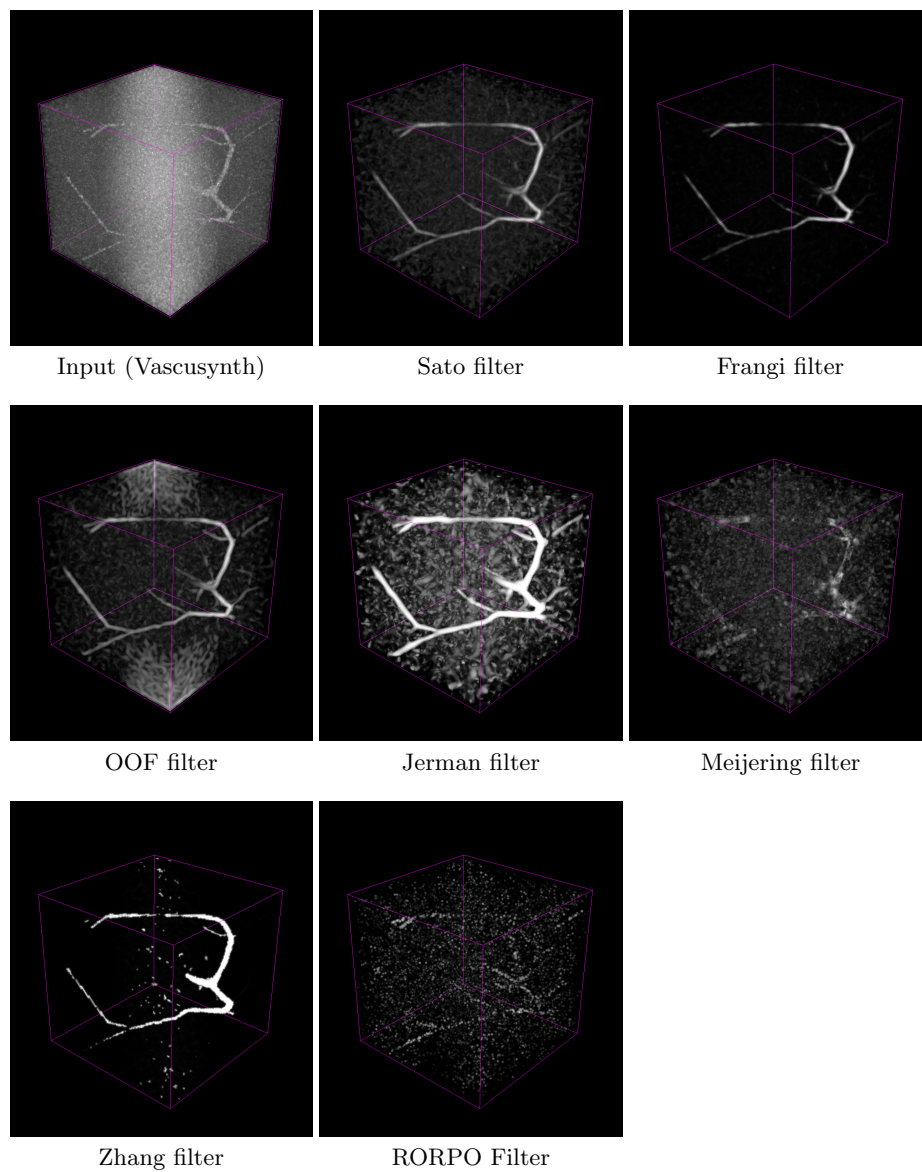 Input (Vascusynth)
Sato filter
Frangi filter
OOF filter
Jerman filter
Meijering filter
Zhang filter
RORPO Filter